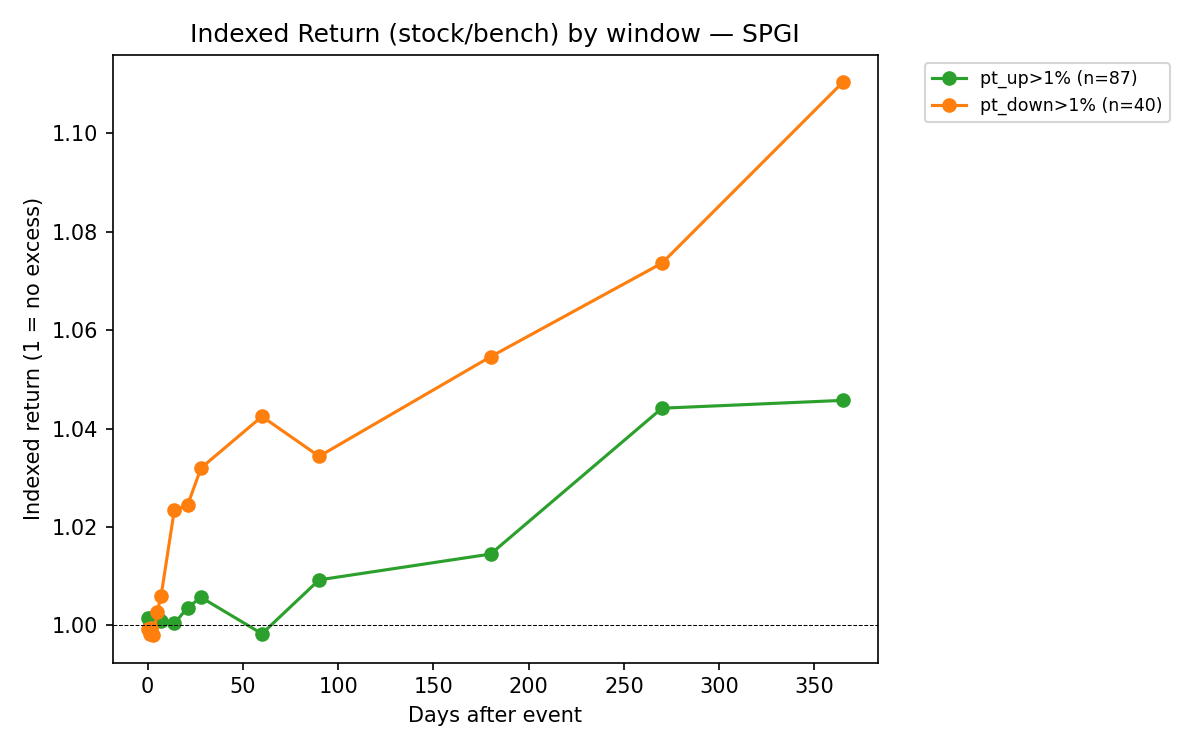 Indexed Return (stock/bench) by window — SPGI
pt_up>1% (n=87)
pt_down>1% (n=40)
Indexed return (1 = no excess)
1.10
1.08
1.06
1.04
1.02
1.00
0 50 100 150 200 250 300 350
Days after event